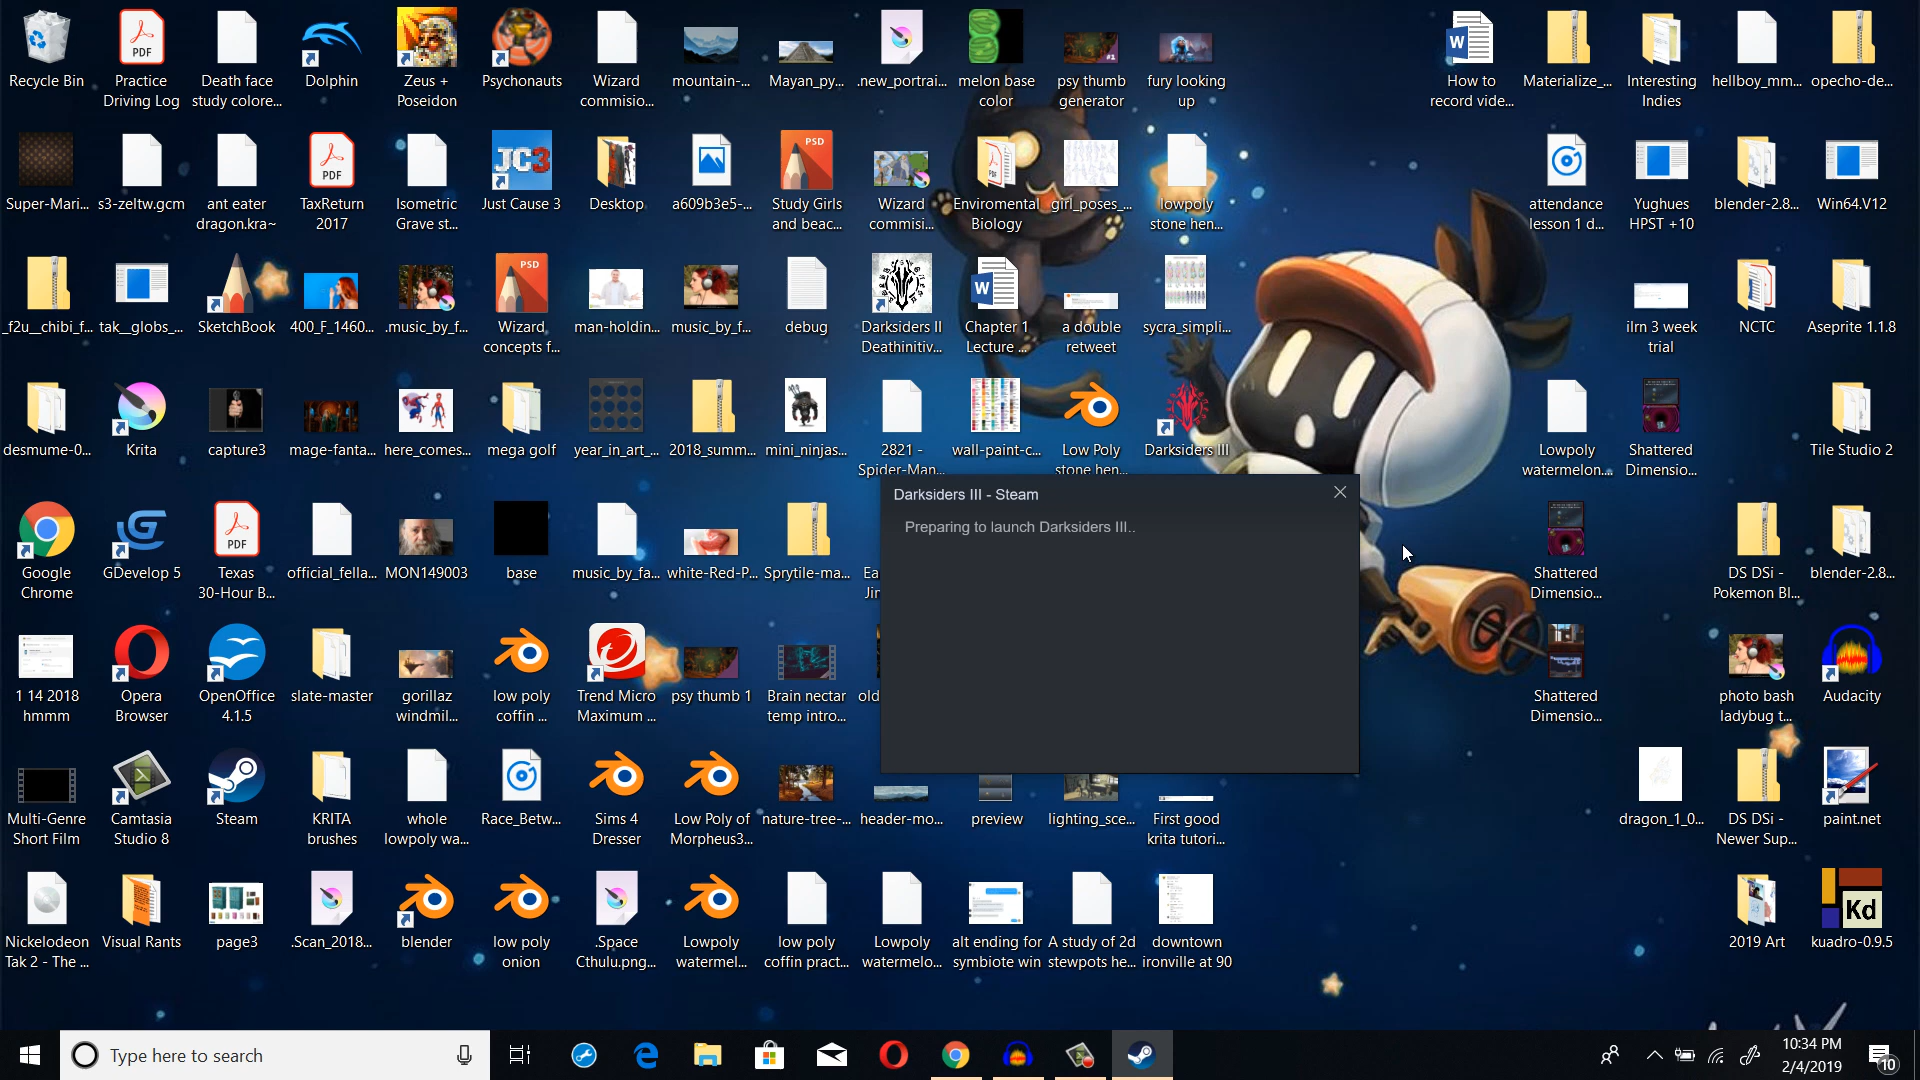 Recycle Bin
Practice
Driving Log
Death face
study colore...
Dolphin
Zeus +
Poseidon
Psychonauts
Wizard
commisio...
mountain-...
Mayan_py...
.new_portrai...
melon base
color
psy thumb
generator
fury looking
up
How to
record vide...
Materialize_...
Interesting
Indies
hellboy_mm...
opecho-de...
Super-Mari...
s3-zeltw.gcm
ant eater
dragon.kra~
TaxReturn
2017
Isometric
Grave st...
Just Cause 3
Desktop
a609b3e5-...
Study Girls
and beac...
Wizard
commisi...
Enviromental
Biology
girl_poses_...
lowpoly
stone hen...
attendance
lesson 1 d...
Yughues
HPST +10
blender-2.8...
Win64.V12
_f2u__chibi_f...
tak__globs_...
SketchBook
400_F_1460...
.music_by_f...
Wizard
concepts f...
man-holdin...
music_by_f...
debug
Darksiders II
Deathinitiv...
Chapter 1
Lecture ...
a double
retweet
sycra_simpli...
ilrn 3 week
trial
NCTC
Aseprite 1.1.8
desmume-0...
Krita
capture3
mage-fanta...
here_comes...
mega golf
year_in_art_...
2018_summ...
mini_ninjas...
2821 -
Spider-Man...
wall-paint-c...
Low Poly
stone hen...
Darksiders III
Lowpoly
watermelon...
Shattered
Dimensio...
Tile Studio 2
Darksiders III - Steam
Preparing to launch Darksiders III..
Google
Chrome
GDevelop 5
Texas
30-Hour B...
official_fella...
MON149003
base
music_by_fa...
white-Red-P...
Sprytile-ma...
Ea
Jin
Shattered
Dimensio...
DS DSi -
Pokemon Bl...
blender-2.8...
1 14 2018
hmmm
Opera
Browser
OpenOffice
4.1.5
slate-master
gorillaz
windmil...
low poly
coffin ...
Trend Micro
Maximum ...
psy thumb 1
Brain nectar
temp intro...
old
Shattered
Dimensio...
photo bash
ladybug t...
Audacity
Multi-Genre
Short Film
Camtasia
Studio 8
Steam
KRITA
brushes
whole
lowpoly wa...
Race_Betw...
Sims 4
Dresser
Low Poly of
Morpheus3...
nature-tree-...
header-mo...
preview
lighting_sce...
First good
krita tutori...
dragon_1_0...
DS DSi -
Newer Sup...
paint.net
Nickelodeon
Tak 2 - The ...
Visual Rants
page3
.Scan_2018...
blender
low poly
onion
.Space
Cthulu.png...
Lowpoly
watermel...
low poly
coffin pract...
Lowpoly
watermelo...
alt ending for
symbiote win
A study of 2d
stewpots he...
downtown
ironville at 90
2019 Art
Kd
kuadro-0.9.5
Type here to search
10:34 PM
2/4/2019
10